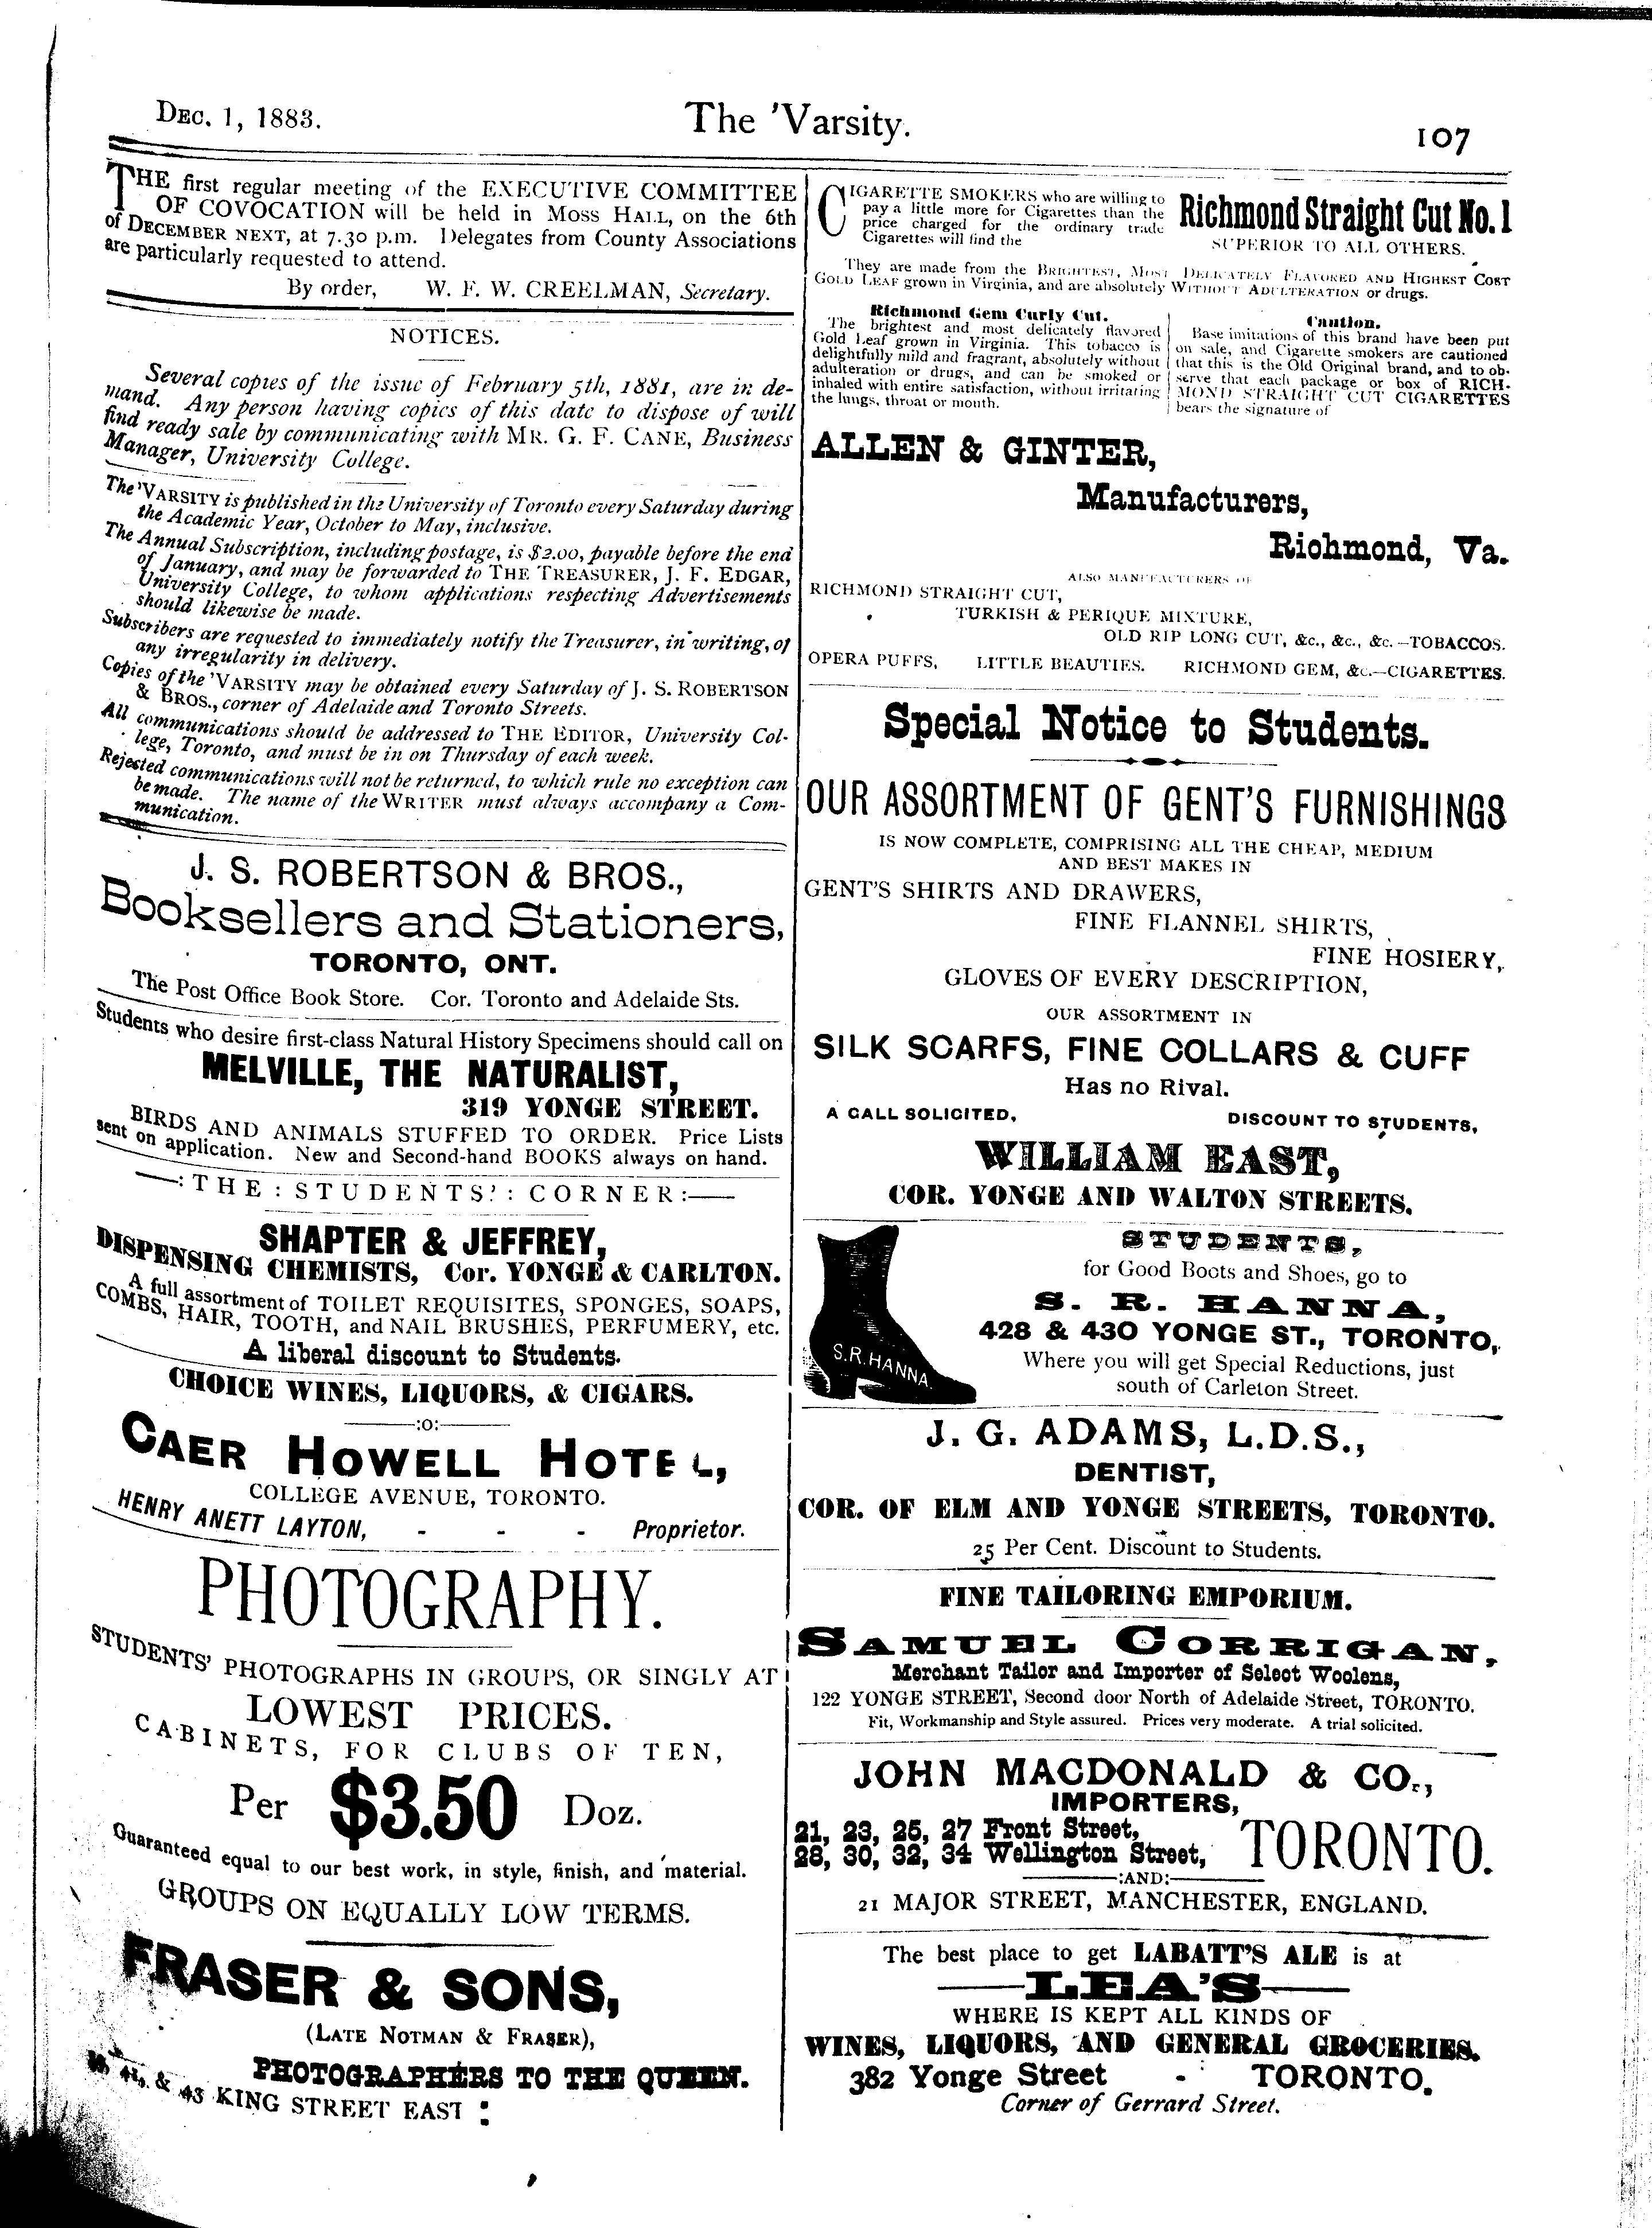 DEC. 1, 1883.
The 'Varsity.
107
THE first regular meeting of the EXECUTIVE COMMITTEE
OF COVOCATION will be held in MOSS HALL, on the 6th
of DECEMBER NEXT, at 7.30 p.m. Delegates from County Associations
are particularly requested to attend.
By order, W. F. W. CREELMAN, Secretary.
NOTICES.
Several copies of the issue of February 5th, 1881, are in de-
mand. Any person having copies of this date to dispose of will
find ready sale by communicating with MR. G. F. CANE, Business
Manager, University College.
The 'VARSITY is published in the University of Toronto every Saturday during
the Academic Year, October to May, inclusive.
The Annual Subscription, including postage, is $2.00, payable before the end
of January, and may be forwarded to THE TREASURER, J. F. EDGAR,
University College, to whom applications respecting Advertisements
should likewise be made.
Subscribers are requested to immediately notify the Treasurer, in writing, of
any irregularity in delivery.
Copies of the 'VARSITY may be obtained every Saturday of J. S. ROBERTSON
& BROS., corner of Adelaide and Toronto Streets.
All communications should be addressed to THE EDITOR, University Col-
lege, Toronto, and must be in on Thursday of each week.
Rejected communications will not be returned, to which rule no exception can
be made. The name of the WRITER must always accompany a Com-
munication.
J. S. ROBERTSON & BROS.,
Booksellers and Stationers,
TORONTO, ONT.
The Post Office Book Store. Cor. Toronto and Adelaide Sts.
Students who desire first-class Natural History Specimens should call on
MELVILLE, THE NATURALIST,
319 YONGE STREET.
BIRDS AND ANIMALS STUFFED TO ORDER. Price Lists
sent on application. New and Second-hand BOOKS always on hand.
—:THE : STUDENTS' : CORNER:—
SHAPTER & JEFFREY,
DISPENSING CHEMISTS, Cor. YONGE & CARLTON.
A full assortment of TOILET REQUISITES, SPONGES, SOAPS,
COMBS, HAIR, TOOTH, and NAIL BRUSHES, PERFUMERY, etc.
A liberal discount to Students.
CHOICE WINES, LIQUORS, & CIGARS.
—:o:—
CAER HOWELL HOTEL,
COLLEGE AVENUE, TORONTO.
HENRY ANETT LAYTON, - - - Proprietor.
PHOTOGRAPHY.
STUDENTS' PHOTOGRAPHS IN GROUPS, OR SINGLY AT
LOWEST PRICES.
CABINETS, FOR CLUBS OF TEN,
Per $3.50 Doz.
Guaranteed equal to our best work, in style, finish, and material.
GROUPS ON EQUALLY LOW TERMS.
FRASER & SONS,
(LATE NOTMAN & FRASER),
PHOTOGRAPHERS TO THE QUEEN.
41, & 43 KING STREET EAST
CIGARETTE SMOKERS who are willing to
pay a little more for Cigarettes than the
price charged for the ordinary trade
Cigarettes will find the
Richmond Straight Cut No. 1
SUPERIOR TO ALL OTHERS.
They are made from the BRIGHTEST, MOST DELICATELY FLAVORED AND HIGHEST COST
GOLD LEAF grown in Virginia, and are absolutely WITHOUT ADULTERATION or drugs.
Richmond Gem Curly Cut.
The brightest and most delicately flavored
Gold Leaf grown in Virginia. This tobacco is
delightfully mild and fragrant, absolutely without
adulteration or drugs, and can be smoked or
inhaled with entire satisfaction, without irritating
the lungs, throat or mouth.
Caution.
Base imitations of this brand have been put
on sale, and Cigarette smokers are cautioned
that this is the Old Original brand, and to ob-
serve that each package or box of RICH-
MOND STRAIGHT CUT CIGARETTES
bears the signature of
ALLEN & GINTER,
Manufacturers,
Richmond, Va.
ALSO MANUFACTURERS OF
RICHMOND STRAIGHT CUT,
TURKISH & PERIQUE MIXTURE,
OLD RIP LONG CUT, &c., &c., &c.—TOBACCOS.
OPERA PUFFS, LITTLE BEAUTIES. RICHMOND GEM, &c.—CIGARETTES.
Special Notice to Students.
OUR ASSORTMENT OF GENT'S FURNISHINGS
IS NOW COMPLETE, COMPRISING ALL THE CHEAP, MEDIUM
AND BEST MAKES IN
GENT'S SHIRTS AND DRAWERS,
FINE FLANNEL SHIRTS,
FINE HOSIERY,
GLOVES OF EVERY DESCRIPTION,
OUR ASSORTMENT IN
SILK SCARFS, FINE COLLARS & CUFF
Has no Rival.
A CALL SOLICITED, DISCOUNT TO STUDENTS,
WILLIAM EAST,
COR. YONGE AND WALTON STREETS.
STUDENTS,
for Good Boots and Shoes, go to
S. R. HANNA,
428 & 430 YONGE ST., TORONTO,
Where you will get Special Reductions, just
south of Carleton Street.
S.R. HANNA.
J. G. ADAMS, L.D.S.,
DENTIST,
COR. OF ELM AND YONGE STREETS, TORONTO.
25 Per Cent. Discount to Students.
FINE TAILORING EMPORIUM.
SAMUEL CORRIGAN,
Merchant Tailor and Importer of Select Woolens,
122 YONGE STREET, Second door North of Adelaide Street, TORONTO.
Fit, Workmanship and Style assured. Prices very moderate. A trial solicited.
JOHN MACDONALD & CO.,
IMPORTERS,
21, 23, 25, 27 Front Street,
28, 30, 32, 34 Wellington Street,
TORONTO.
—:AND:—
21 MAJOR STREET, MANCHESTER, ENGLAND.
The best place to get LABATT'S ALE is at
—LEA'S—
WHERE IS KEPT ALL KINDS OF
WINES, LIQUORS, AND GENERAL GROCERIES.
382 Yonge Street - TORONTO.
Corner of Gerrard Street.